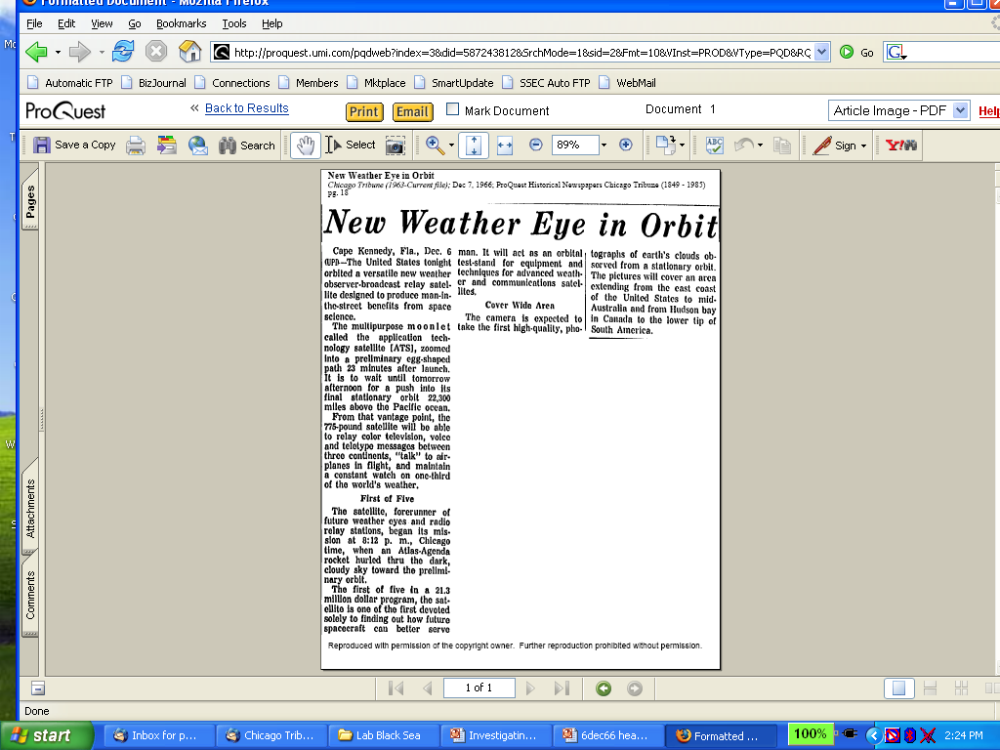 Formatted Document - Mozilla Firefox
File Edit View Go Bookmarks Tools Help
http://proquest.umi.com/pqdweb?index=3&did=587243812&SrchMode=1&sid=2&Fmt=10&VInst=PROD&VType=PQD&RQ
Go
G
Automatic FTP BizJournal Connections Members Mktplace SmartUpdate SSEC Auto FTP WebMail
ProQuest
« Back to Results
Print Email Mark Document
Document 1
Article Image - PDF
Help
Save a Copy Search Select 89% Sign Y!
Pages
Attachments
Comments
New Weather Eye in Orbit
Chicago Tribune (1963-Current file); Dec 7, 1966; ProQuest Historical Newspapers Chicago Tribune (1849 - 1985)
pg. 18
New Weather Eye in Orbit
Cape Kennedy, Fla., Dec. 6
(UPI)—The United States tonight
orbited a versatile new weather
observer-broadcast relay satel-
lite designed to produce man-in-
the-street benefits from space
science.
The multipurpose moonlet
called the application tech-
nology satellite [ATS], zoomed
into a preliminary egg-shaped
path 23 minutes after launch.
It is to wait until tomorrow
afternoon for a push into its
final stationary orbit 22,300
miles above the Pacific ocean.
From that vantage point, the
775-pound satellite will be able
to relay color television, voice
and teletype messages between
three continents, "talk" to air-
planes in flight, and maintain
a constant watch on one-third
of the world's weather.
First of Five
The satellite, forerunner of
future weather eyes and radio
relay stations, began its mis-
sion at 8:12 p. m., Chicago
time, when an Atlas-Agenda
rocket hurled thru the dark,
cloudy sky toward the prelimi-
nary orbit.
The first of five in a 21.3
million dollar program, the sat-
ellite is one of the first devoted
solely to finding out how future
spacecraft can better serve
man. It will act as an orbital
test-stand for equipment and
techniques for advanced weath-
er and communications satel-
lites.
Cover Wide Area
The camera is expected to
take the first high-quality, pho-
tographs of earth's clouds ob-
served from a stationary orbit.
The pictures will cover an area
extending from the east coast
of the United States to mid-
Australia and from Hudson bay
in Canada to the lower tip of
South America.
Reproduced with permission of the copyright owner. Further reproduction prohibited without permission.
1 of 1
Done
start Inbox for p... Chicago Trib... Lab Black Sea Investigatin... 6dec66 hea... Formatted ... 100% 2:24 PM